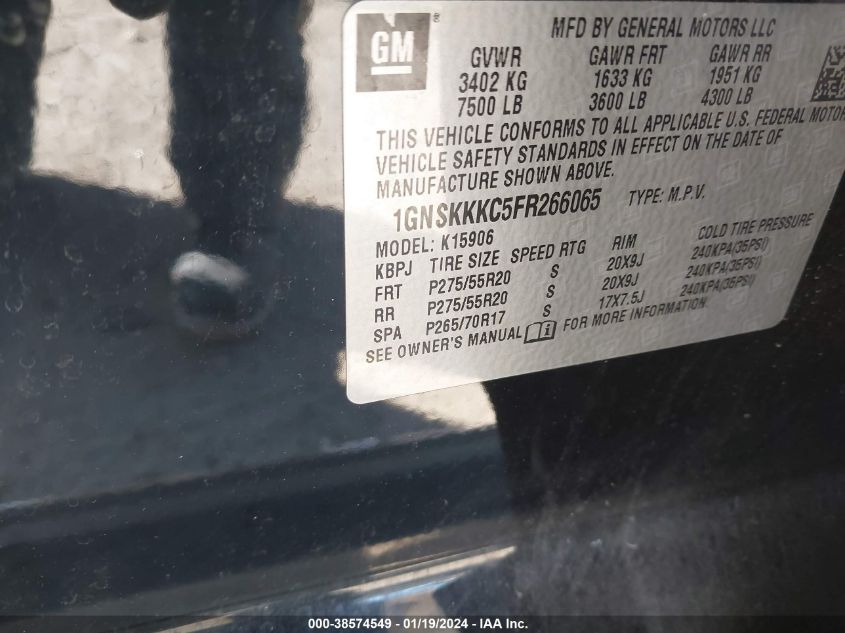 GM ®
MFD BY GENERAL MOTORS LLC
GVWR GAWR FRT GAWR RR
3402 KG 1633 KG 1951 KG
7500 LB 3600 LB 4300 LB
THIS VEHICLE CONFORMS TO ALL APPLICABLE U.S. FEDERAL MOTOR
VEHICLE SAFETY STANDARDS IN EFFECT ON THE DATE OF
MANUFACTURE SHOWN ABOVE.
1GNSKKKC5FR266065 TYPE: M.P.V.
MODEL: K15906
KBPJ TIRE SIZE SPEED RTG RIM COLD TIRE PRESSURE
FRT P275/55R20 S 20X9J 240KPA(35PSI)
RR P275/55R20 S 20X9J 240KPA(35PSI)
SPA P265/70R17 S 17X7.5J 240KPA(35PSI)
SEE OWNER'S MANUAL FOR MORE INFORMATION.
000-38574549 - 01/19/2024 - IAA Inc.